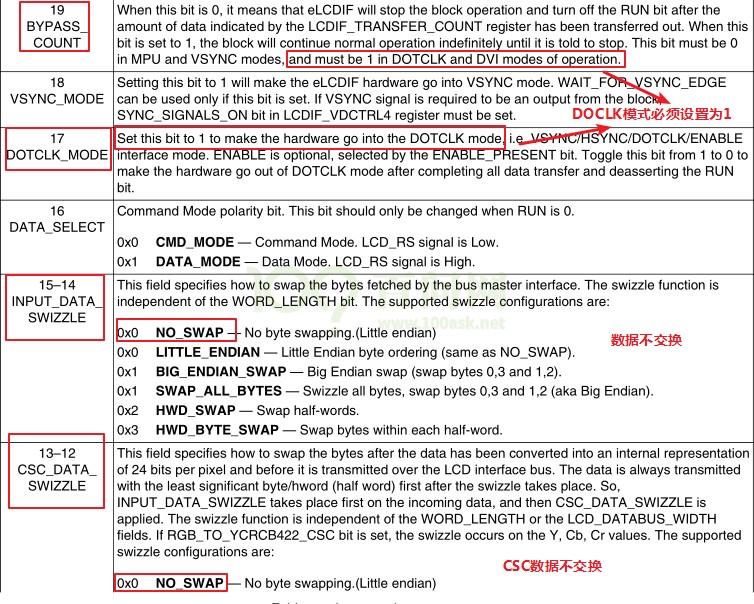 19
BYPASS_
COUNT
When this bit is 0, it means that eLCDIF will stop the block operation and turn off the RUN bit after the
amount of data indicated by the LCDIF_TRANSFER_COUNT register has been transferred out. When this
bit is set to 1, the block will continue normal operation indefinitely until it is told to stop. This bit must be 0
in MPU and VSYNC modes, and must be 1 in DOTCLK and DVI modes of operation.
18
VSYNC_MODE
Setting this bit to 1 will make the eLCDIF hardware go into VSYNC mode. WAIT_FOR_VSYNC_EDGE
can be used only if this bit is set. If VSYNC signal is required to be an output from the block,
SYNC_SIGNALS_ON bit in LCDIF_VDCTRL4 register must be set.
DOCLK模式必须设置为1
17
DOTCLK_MODE
Set this bit to 1 to make the hardware go into the DOTCLK mode, i.e. VSYNC/HSYNC/DOTCLK/ENABLE
interface mode. ENABLE is optional, selected by the ENABLE_PRESENT bit. Toggle this bit from 1 to 0 to
make the hardware go out of DOTCLK mode after completing all data transfer and deasserting the RUN
bit.
16
DATA_SELECT
Command Mode polarity bit. This bit should only be changed when RUN is 0.
0x0 CMD_MODE — Command Mode. LCD_RS signal is Low.
0x1 DATA_MODE — Data Mode. LCD_RS signal is High.
15–14
INPUT_DATA_
SWIZZLE
This field specifies how to swap the bytes fetched by the bus master interface. The swizzle function is
independent of the WORD_LENGTH bit. The supported swizzle configurations are:
www.100ask.net
0x0 NO_SWAP — No byte swapping.(Little endian)
数据不交换
0x0 LITTLE_ENDIAN — Little Endian byte ordering (same as NO_SWAP).
0x1 BIG_ENDIAN_SWAP — Big Endian swap (swap bytes 0,3 and 1,2).
0x1 SWAP_ALL_BYTES — Swizzle all bytes, swap bytes 0,3 and 1,2 (aka Big Endian).
0x2 HWD_SWAP — Swap half-words.
0x3 HWD_BYTE_SWAP — Swap bytes within each half-word.
13–12
CSC_DATA_
SWIZZLE
This field specifies how to swap the bytes after the data has been converted into an internal representation
of 24 bits per pixel and before it is transmitted over the LCD interface bus. The data is always transmitted
with the least significant byte/hword (half word) first after the swizzle takes place. So,
INPUT_DATA_SWIZZLE takes place first on the incoming data, and then CSC_DATA_SWIZZLE is
applied. The swizzle function is independent of the WORD_LENGTH or the LCD_DATABUS_WIDTH
fields. If RGB_TO_YCRCB422_CSC bit is set, the swizzle occurs on the Y, Cb, Cr values. The supported
swizzle configurations are:
CSC数据不交换
0x0 NO_SWAP — No byte swapping.(Little endian)